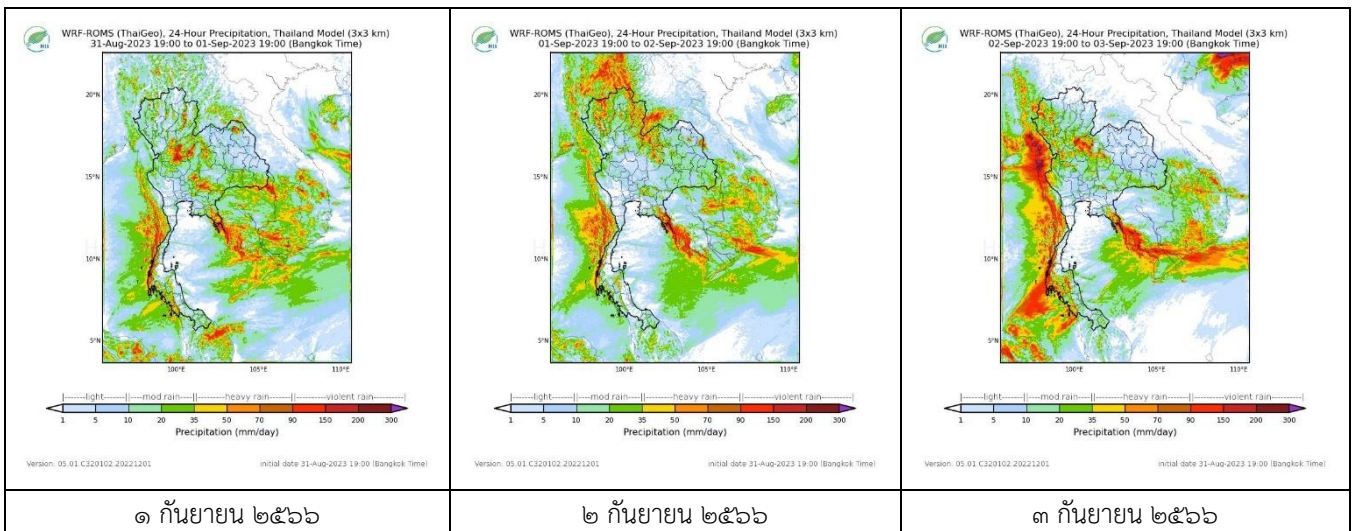 WRF-ROMS (ThaiGeo), 24-Hour Precipitation, Thailand Model (3x3 km)
31-Aug-2023 19:00 to 01-Sep-2023 19:00 (Bangkok Time)
20°N
15°N
10°N
5°N
100°E 105°E 110°E
|-------light-------||----mod rain-----||------heavy rain-------||-------violent rain-------|
1 5 10 20 35 50 70 90 150 200 300
Precipitation (mm/day)
Version: 05.01 C320102.20221201 initial date 31-Aug-2023 19:00 (Bangkok Time)
๑ กันยายน ๒๕๖๖
WRF-ROMS (ThaiGeo), 24-Hour Precipitation, Thailand Model (3x3 km)
01-Sep-2023 19:00 to 02-Sep-2023 19:00 (Bangkok Time)
20°N
15°N
10°N
5°N
100°E 105°E 110°E
|-------light-------||----mod rain-----||------heavy rain-------||-------violent rain-------|
1 5 10 20 35 50 70 90 150 200 300
Precipitation (mm/day)
Version: 05.01 C320102.20221201 initial date 31-Aug-2023 19:00 (Bangkok Time)
๒ กันยายน ๒๕๖๖
WRF-ROMS (ThaiGeo), 24-Hour Precipitation, Thailand Model (3x3 km)
02-Sep-2023 19:00 to 03-Sep-2023 19:00 (Bangkok Time)
20°N
15°N
10°N
5°N
100°E 105°E 110°E
|-------light-------||----mod rain-----||------heavy rain-------||-------violent rain-------|
1 5 10 20 35 50 70 90 150 200 300
Precipitation (mm/day)
Version: 05.01 C320102.20221201 initial date 31-Aug-2023 19:00 (Bangkok Time)
๓ กันยายน ๒๕๖๖